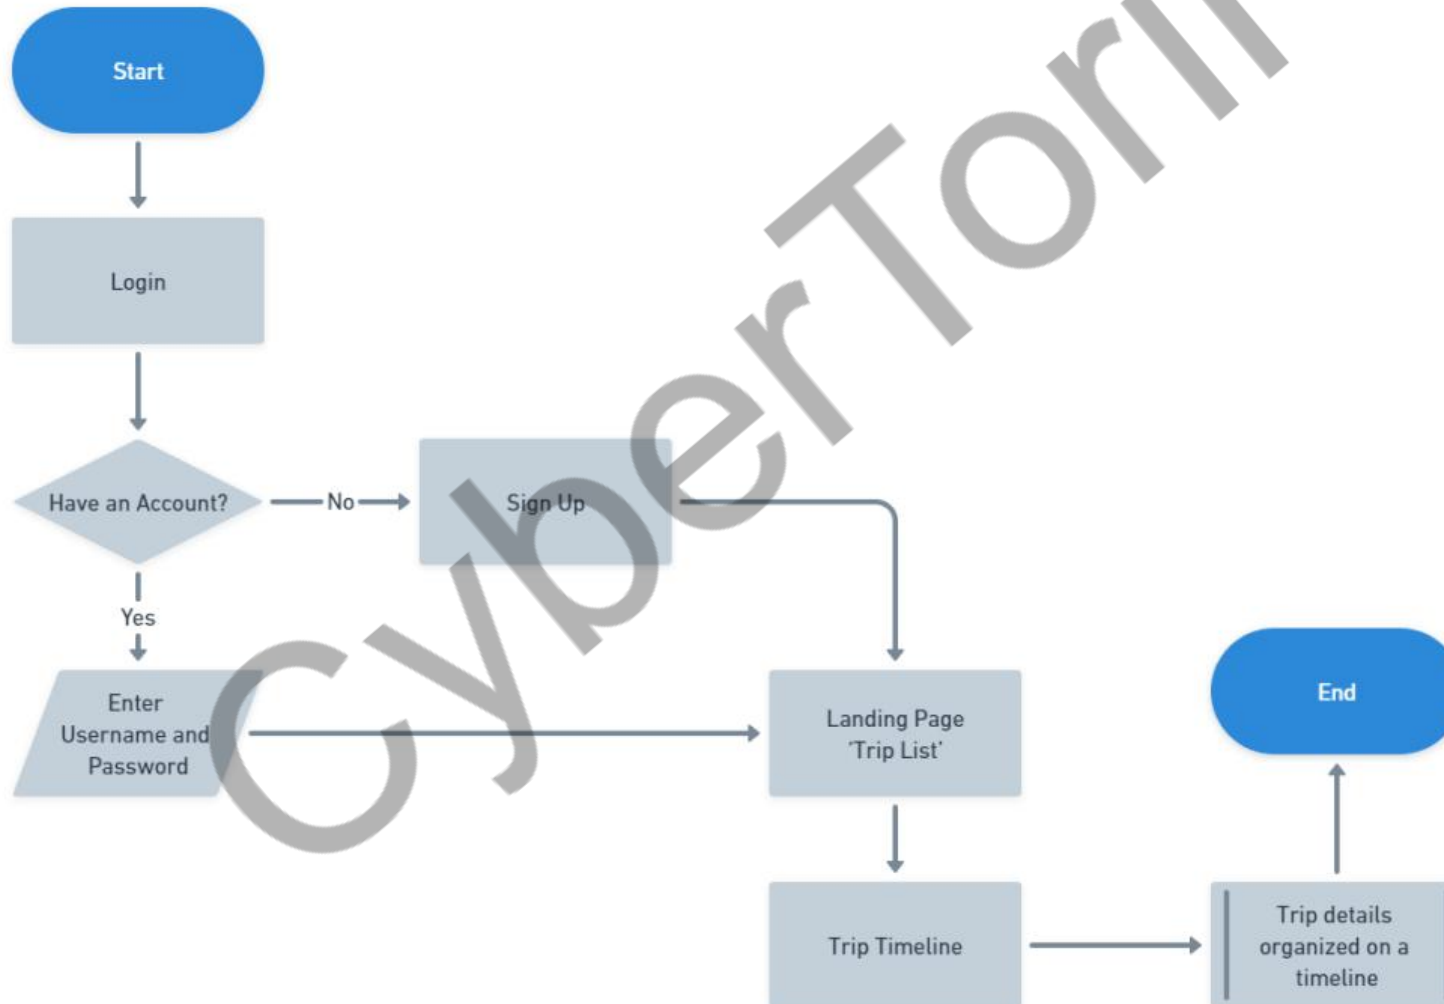 Start
Login
Have an Account?
No
Sign Up
Yes
Enter
Username and
Password
Landing Page
'Trip List'
Trip Timeline
Trip details
organized on a
timeline
End